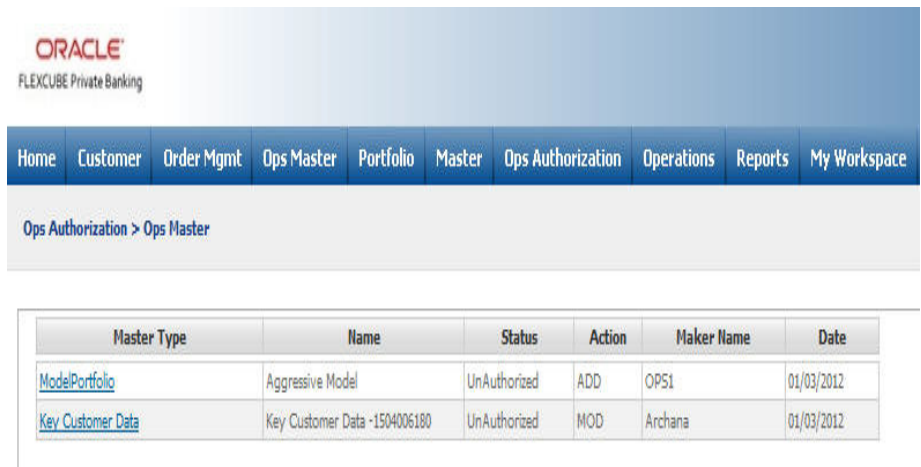 ORACLE
FLEXCUBE Private Banking
Home Customer Order Mgmt Ops Master Portfolio Master Ops Authorization Operations Reports My Workspace
Ops Authorization > Ops Master
Master Type Name Status Action Maker Name Date
ModelPortfolio Aggressive Model UnAuthorized ADD OPS1 01/03/2012
Key Customer Data Key Customer Data -1504006180 UnAuthorized MOD Archana 01/03/2012